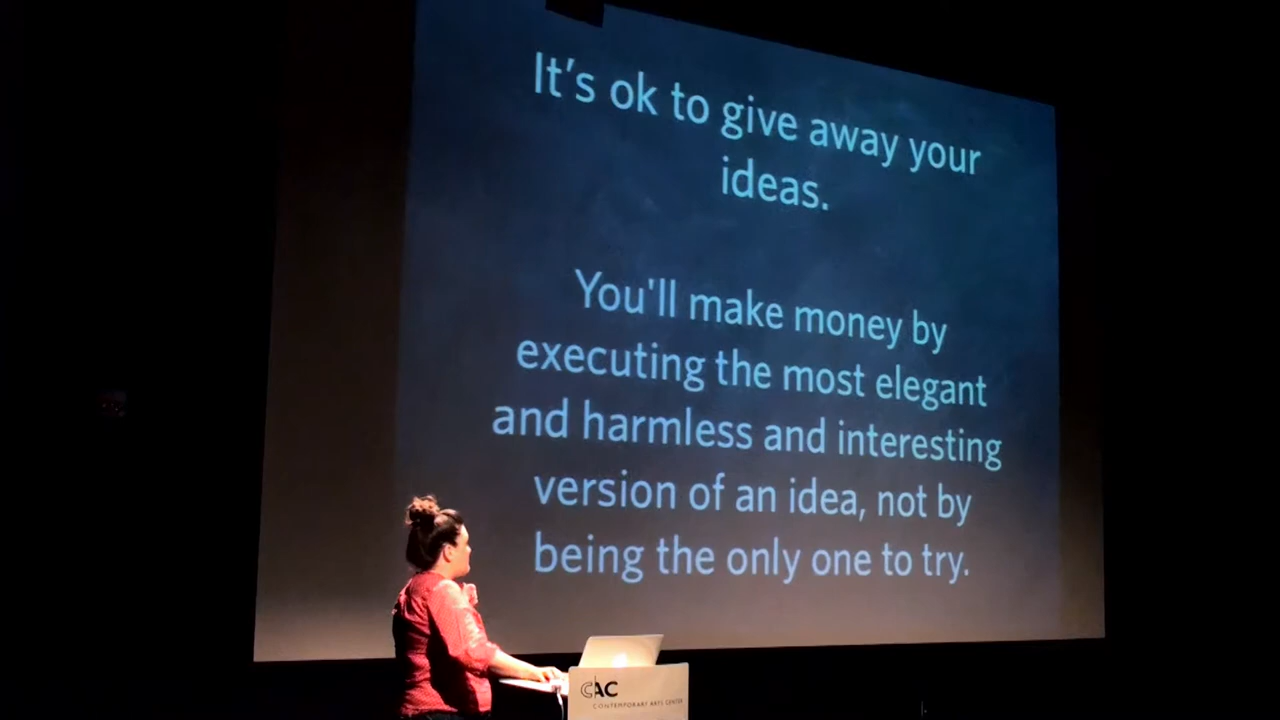 It's ok to give away your
ideas.
You'll make money by
executing the most elegant
and harmless and interesting
version of an idea, not by
being the only one to try.
CAC
CONTEMPORARY ARTS CENTER